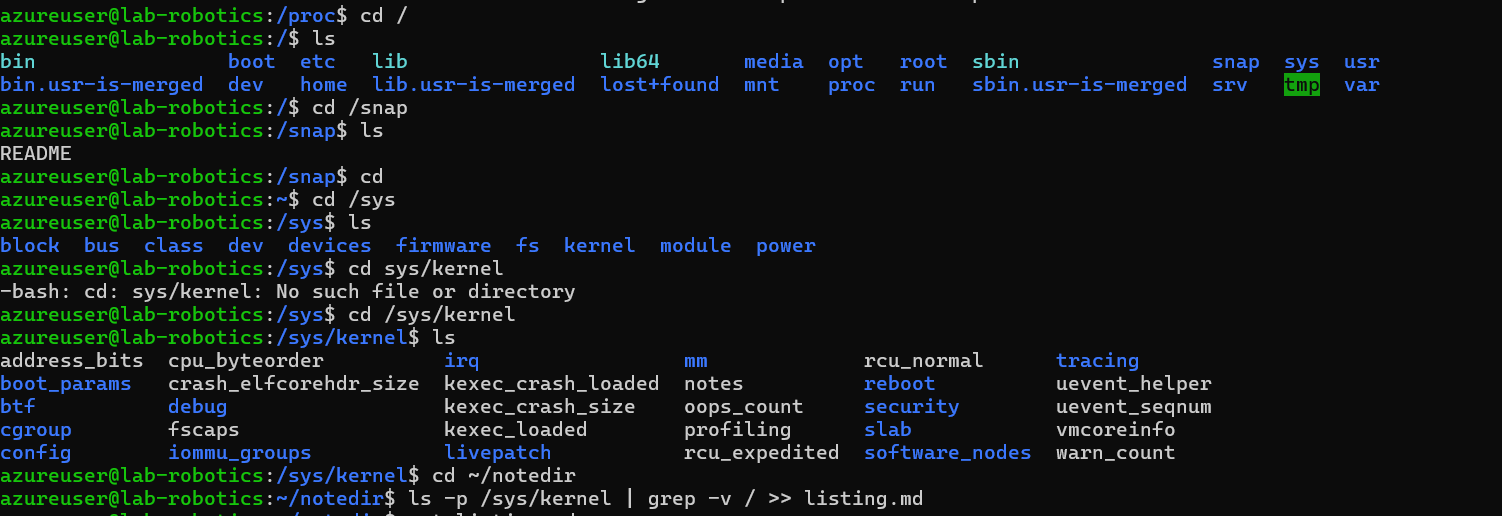 azureuser@lab-robotics:/proc$ cd /
azureuser@lab-robotics:/$ ls
bin boot etc lib lib64 media opt root sbin snap sys usr
bin.usr-is-merged dev home lib.usr-is-merged lost+found mnt proc run sbin.usr-is-merged srv tmp var
azureuser@lab-robotics:/$ cd /snap
azureuser@lab-robotics:/snap$ ls
README
azureuser@lab-robotics:/snap$ cd
azureuser@lab-robotics:~$ cd /sys
azureuser@lab-robotics:/sys$ ls
block bus class dev devices firmware fs kernel module power
azureuser@lab-robotics:/sys$ cd sys/kernel
-bash: cd: sys/kernel: No such file or directory
azureuser@lab-robotics:/sys$ cd /sys/kernel
azureuser@lab-robotics:/sys/kernel$ ls
address_bits cpu_byteorder irq mm rcu_normal tracing
boot_params crash_elfcorehdr_size kexec_crash_loaded notes reboot uevent_helper
btf debug kexec_crash_size oops_count security uevent_seqnum
cgroup fscaps kexec_loaded profiling slab vmcoreinfo
config iommu_groups livepatch rcu_expedited software_nodes warn_count
azureuser@lab-robotics:/sys/kernel$ cd ~/notedir
azureuser@lab-robotics:~/notedir$ ls -p /sys/kernel | grep -v / >> listing.md